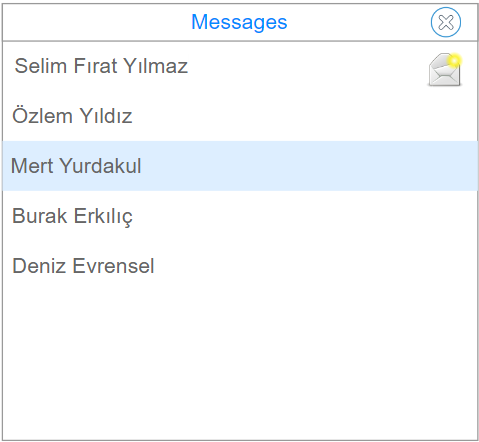 Messages
Selim Fırat Yılmaz
Özlem Yıldız
Mert Yurdakul
Burak Erkılıç
Deniz Evrensel